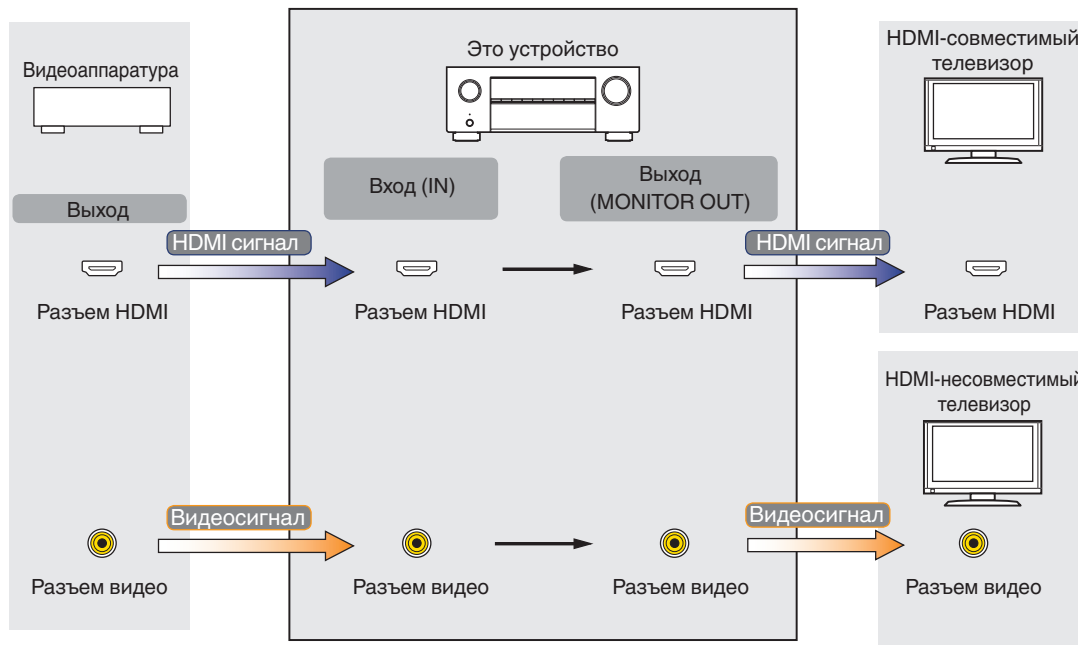 Видеоаппаратура
Это устройство
HDMI-совместимый
телевизор
Выход
Вход (IN)
Выход
(MONITOR OUT)
HDMI сигнал
HDMI сигнал
Разъем HDMI
Разъем HDMI
Разъем HDMI
Разъем HDMI
HDMI-несовместимый
телевизор
Видеосигнал
Видеосигнал
Разъем видео
Разъем видео
Разъем видео
Разъем видео